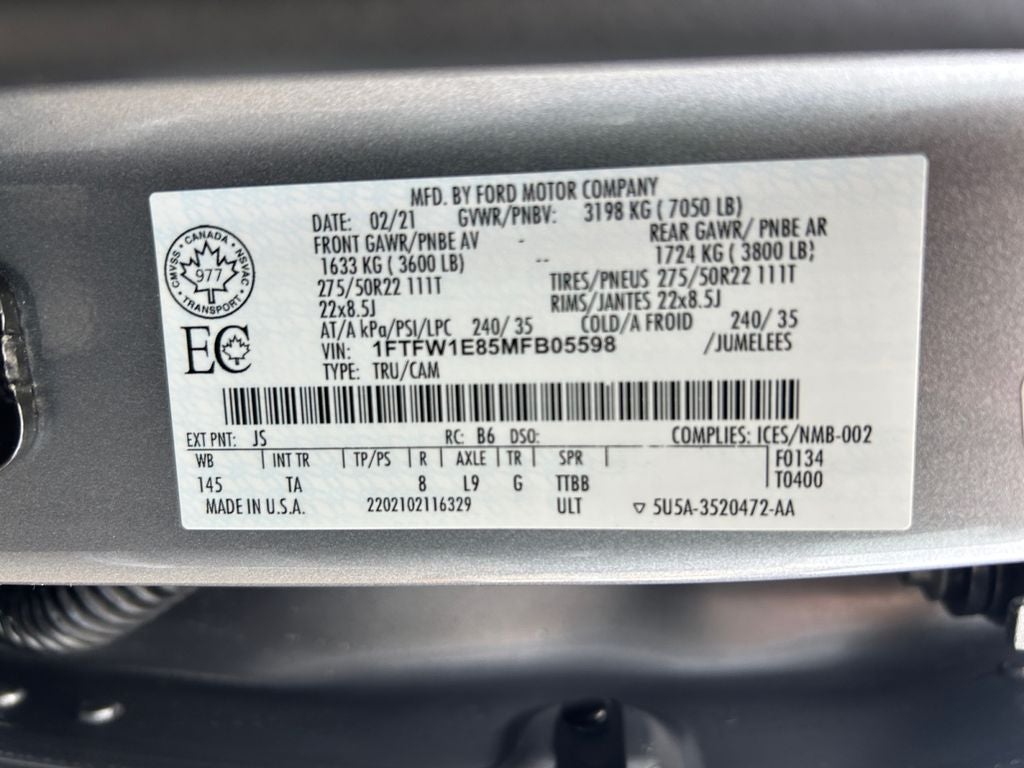 MFD. BY FORD MOTOR COMPANY
DATE: 02/21 GVWR/PNBV: 3198 KG ( 7050 LB)
FRONT GAWR/PNBE AV - REAR GAWR/ PNBE AR
1633 KG ( 3600 LB) -- 1724 KG ( 3800 LB);
275/50R22 111T TIRES/PNEUS 275/50R22 111T
22x8.5J RIMS/JANTES 22x8.5J
AT/A kPa/PSI/LPC 240/ 35 COLD/A FROID 240/ 35
VIN: 1FTFW1E85MFB05598 /JUMELEES
TYPE: TRU/CAM
CANADA
CMVSS · NSVAC
977
TRANSPORT
EC
EXT PNT: JS RC: B6 DSO: COMPLIES: ICES/NMB-002
WB | INT TR | TP/PS | R | AXLE | TR | SPR | | F0134
145 TA 8 L9 G TTBB | T0400
MADE IN U.S.A. 2202102116329 ULT ▽ 5U5A-3520472-AA